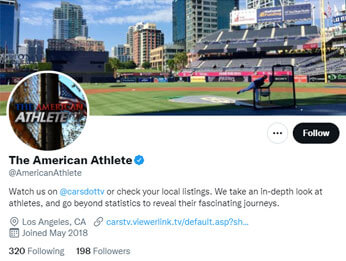 THE AMERICAN
ATHLETE
Follow
The American Athlete
@AmericanAthlete
Watch us on @carsdottv or check your local listings. We take an in-depth look at
athletes, and go beyond statistics to reveal their fascinating journeys.
Los Angeles, CA carstv.viewerlink.tv/default.asp?sh...
Joined May 2018
320 Following 198 Followers